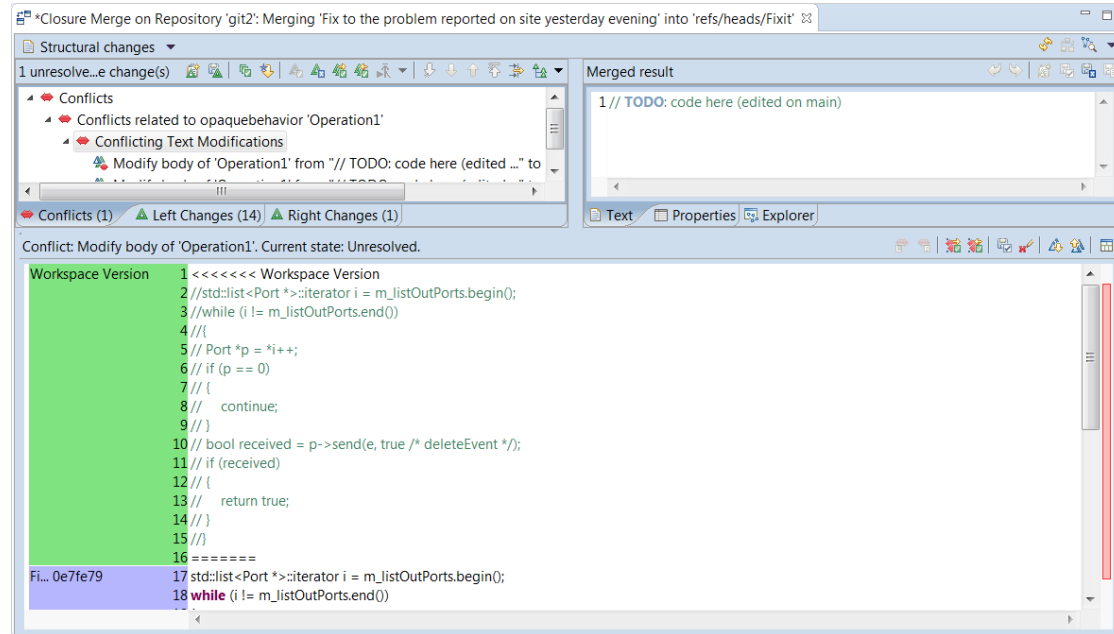 *Closure Merge on Repository 'git2': Merging 'Fix to the problem reported on site yesterday evening' into 'refs/heads/Fixit'
Structural changes
1 unresolve...e change(s)
Merged result
Conflicts
Conflicts related to opaquebehavior 'Operation1'
Conflicting Text Modifications
Modify body of 'Operation1' from "// TODO: code here (edited ..." to
1 // TODO: code here (edited on main)
Conflicts (1) Left Changes (14) Right Changes (1)
Text Properties Explorer
Conflict: Modify body of 'Operation1'. Current state: Unresolved.
Workspace Version 1 <<<<<<< Workspace Version
2 //std::list<Port *>::iterator i = m_listOutPorts.begin();
3 //while (i != m_listOutPorts.end())
4 //{
5 // Port *p = *i++;
6 // if (p == 0)
7 // {
8 // continue;
9 // }
10 // bool received = p->send(e, true /* deleteEvent */);
11 // if (received)
12 // {
13 // return true;
14 // }
15 //}
16 =======
Fi... 0e7fe79 17 std::list<Port *>::iterator i = m_listOutPorts.begin();
18 while (i != m_listOutPorts.end())